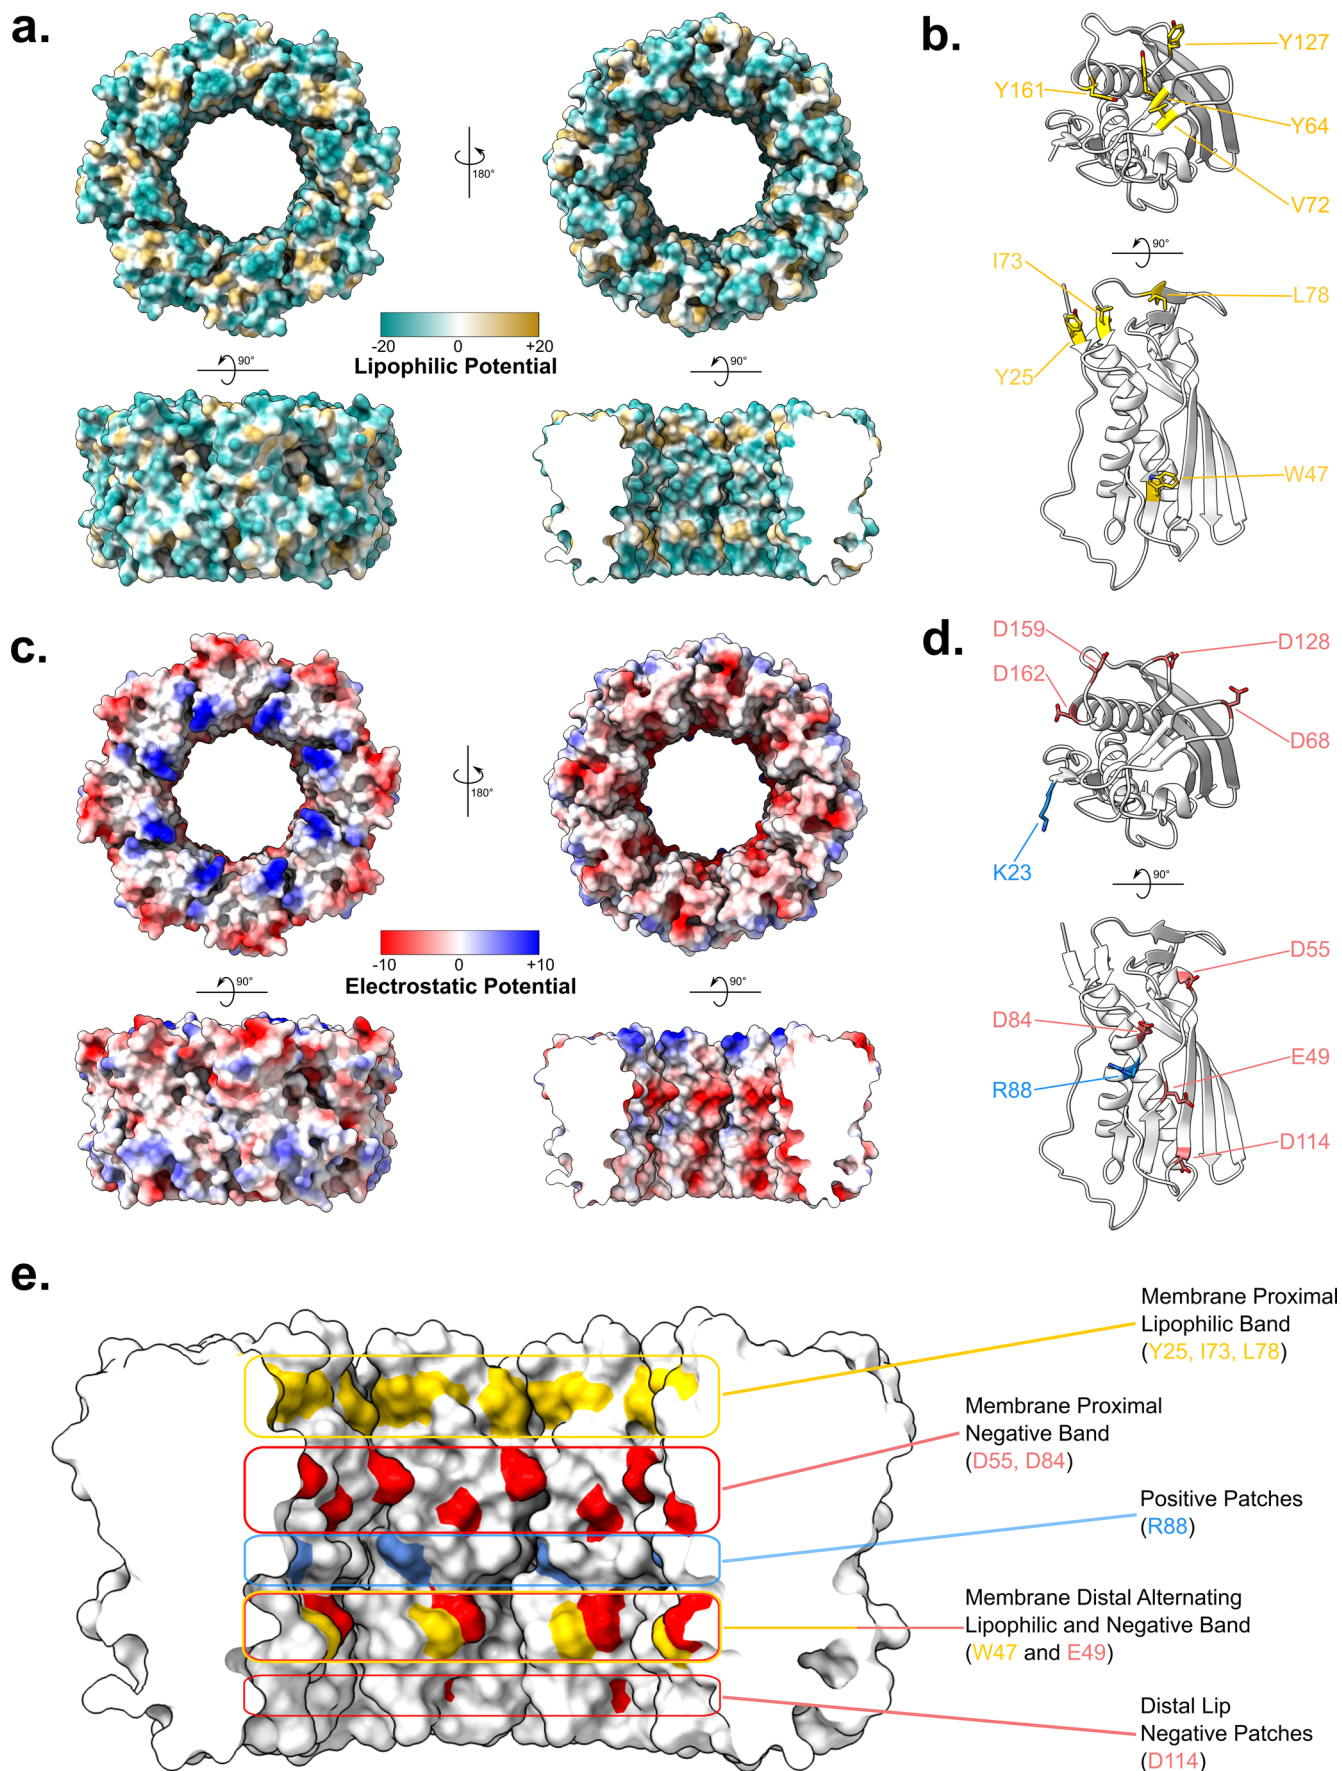 a.
180°
-20 0 +20
Lipophilic Potential
90°
90°
b.
Y127
Y161
Y64
V72
90°
I73
L78
Y25
W47
c.
180°
-10 0 +10
Electrostatic Potential
90°
90°
d.
D159
D128
D162
D68
K23
90°
D55
D84
E49
R88
D114
e.
Membrane Proximal
Lipophilic Band
(Y25, I73, L78)
Membrane Proximal
Negative Band
(D55, D84)
Positive Patches
(R88)
Membrane Distal Alternating
Lipophilic and Negative Band
(W47 and E49)
Distal Lip
Negative Patches
(D114)